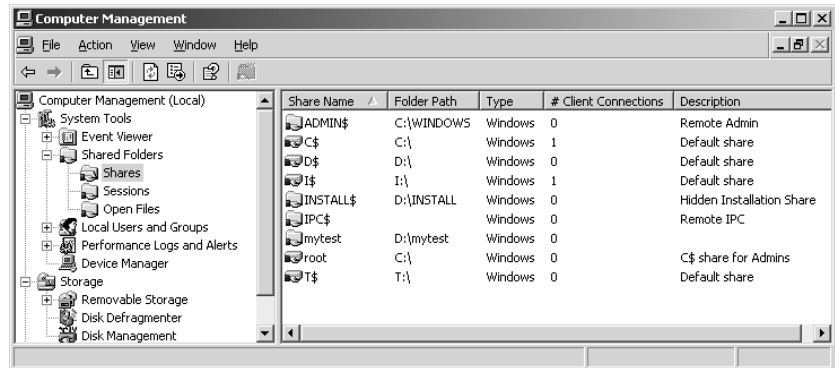 Computer Management
File Action View Window Help
Computer Management (Local)
System Tools
Event Viewer
Shared Folders
Shares
Sessions
Open Files
Local Users and Groups
Performance Logs and Alerts
Device Manager
Storage
Removable Storage
Disk Defragmenter
Disk Management
Share Name Folder Path Type # Client Connections Description
ADMIN$ C:\WINDOWS Windows 0 Remote Admin
C$ C:\ Windows 1 Default share
D$ D:\ Windows 0 Default share
I$ I:\ Windows 1 Default share
INSTALL$ D:\INSTALL Windows 0 Hidden Installation Share
IPC$ Windows 0 Remote IPC
mytest D:\mytest Windows 0
root C:\ Windows 0 C$ share for Admins
T$ T:\ Windows 0 Default share